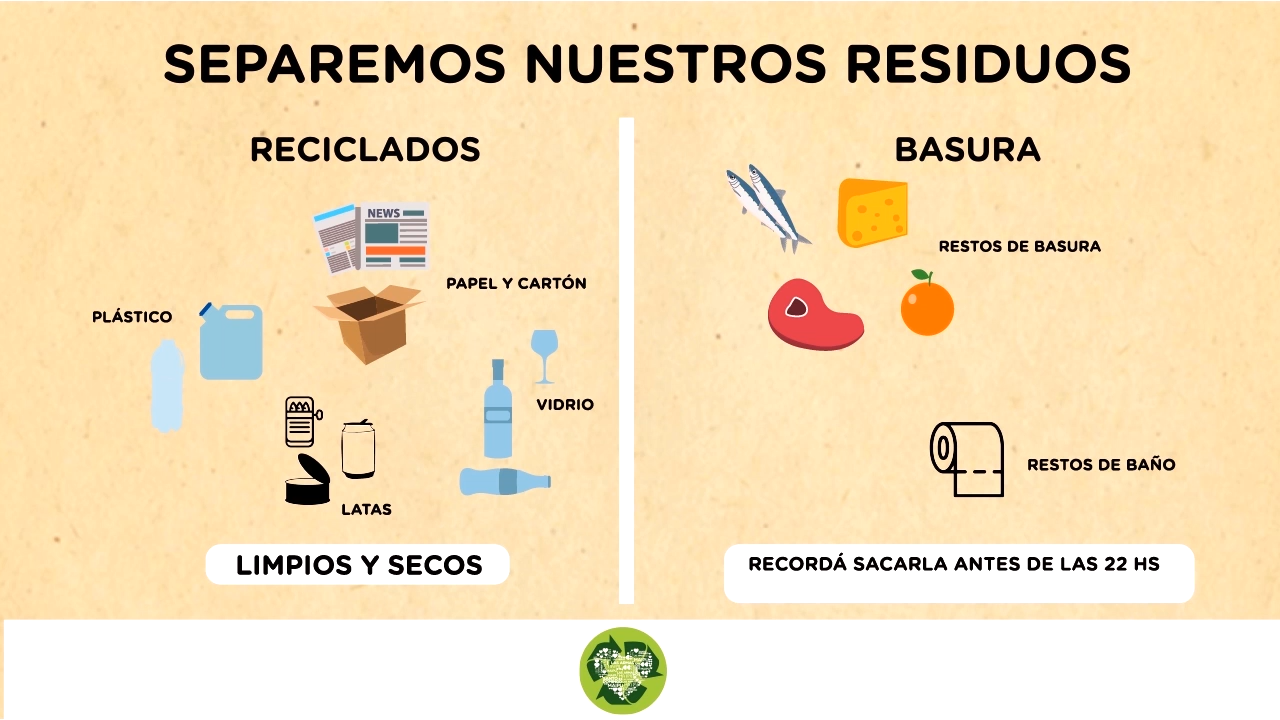 SEPAREMOS NUESTROS RESIDUOS
RECICLADOS
NEWS
PAPEL Y CARTÓN
PLÁSTICO
VIDRIO
LATAS
LIMPIOS Y SECOS
BASURA
RESTOS DE BASURA
RESTOS DE BAÑO
RECORDÁ SACARLA ANTES DE LAS 22 HS